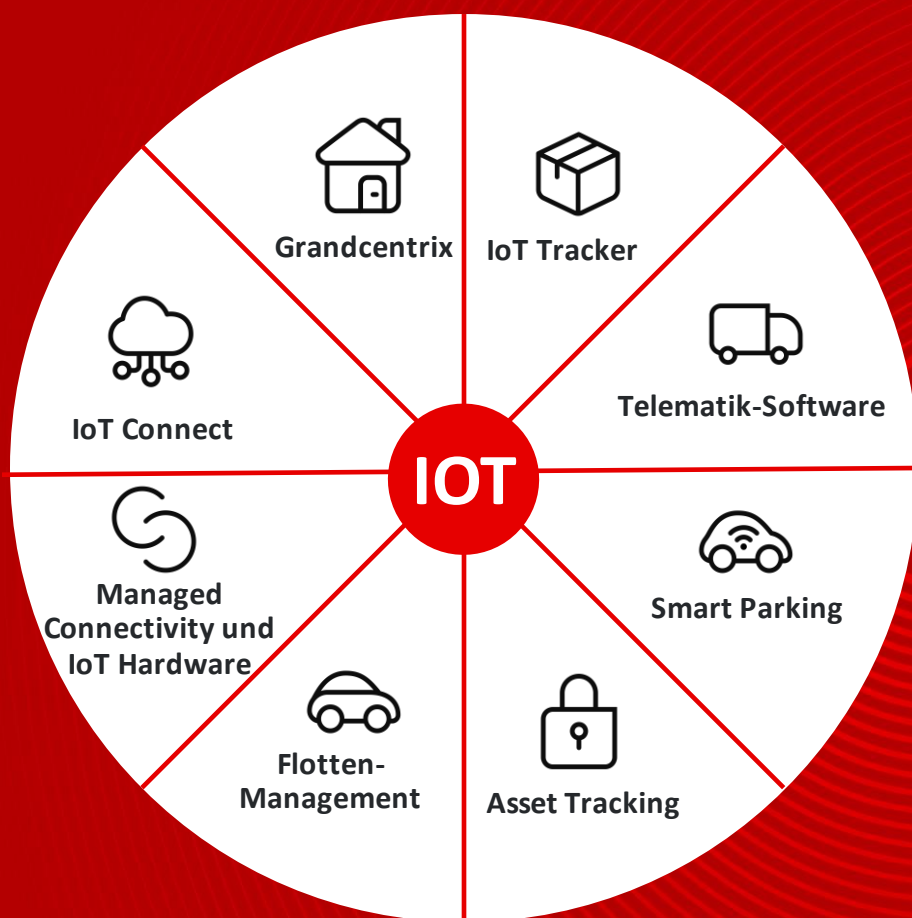 Grandcentrix
IoT Tracker
IoT Connect
Telematik-Software
IOT
Managed
Connectivity und
IoT Hardware
Smart Parking
Flotten-
Management
Asset Tracking